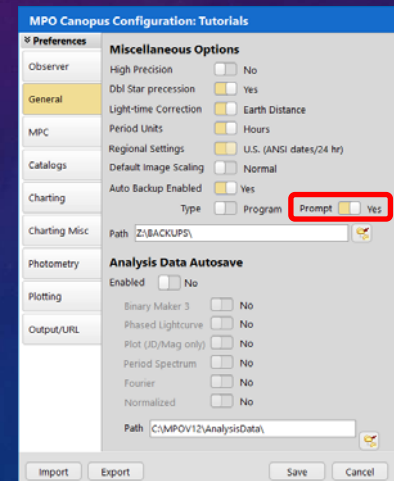 MPO Canopus Configuration: Tutorials
Preferences
Observer
General
MPC
Catalogs
Charting
Charting Misc
Photometry
Plotting
Output/URL
Miscellaneous Options
High Precision No
Dbl Star precession Yes
Light-time Correction Earth Distance
Period Units Hours
Regional Settings U.S. (ANSI dates/24 hr)
Default Image Scaling Normal
Auto Backup Enabled Yes
Type Program Prompt Yes
Path Z:\BACKUPS\
Analysis Data Autosave
Enabled No
Binary Maker 3 No
Phased Lightcurve No
Plot (JD/Mag only) No
Period Spectrum No
Fourier No
Normalized No
Path C:\MPOV12\AnalysisData\
Import Export Save Cancel